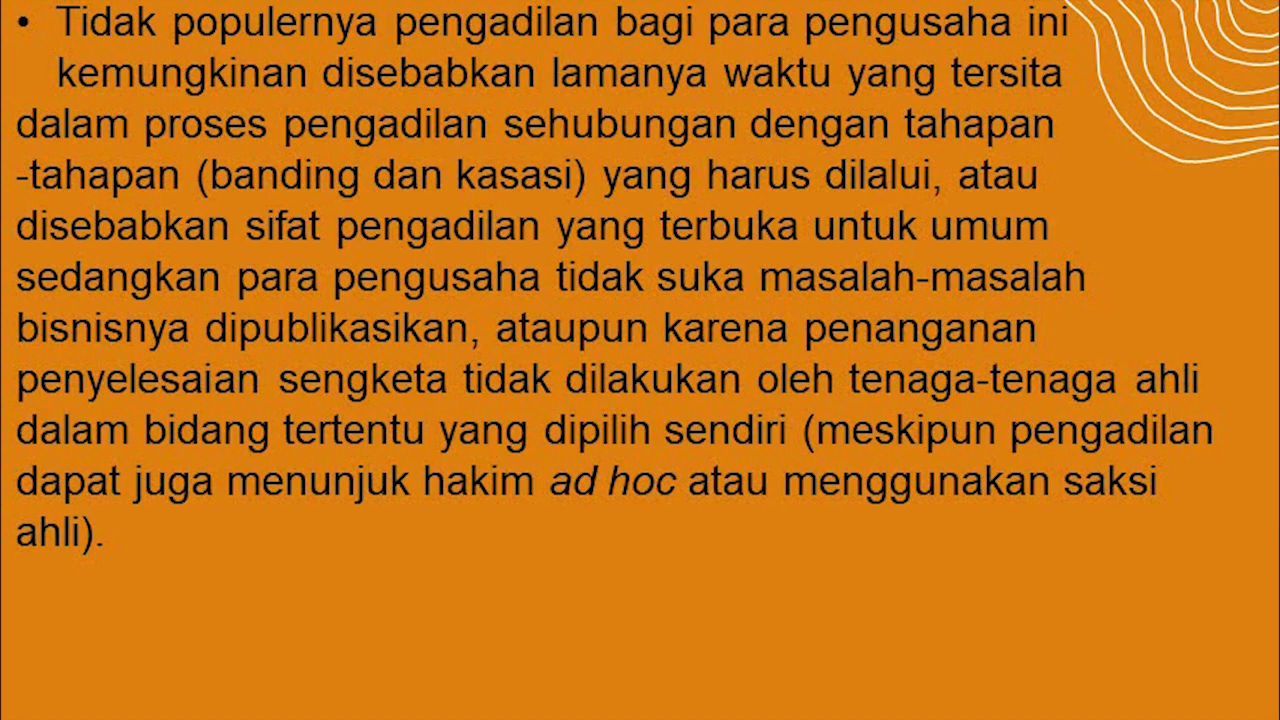 • Tidak populernya pengadilan bagi para pengusaha ini
kemungkinan disebabkan lamanya waktu yang tersita
dalam proses pengadilan sehubungan dengan tahapan
-tahapan (banding dan kasasi) yang harus dilalui, atau
disebabkan sifat pengadilan yang terbuka untuk umum
sedangkan para pengusaha tidak suka masalah-masalah
bisnisnya dipublikasikan, ataupun karena penanganan
penyelesaian sengketa tidak dilakukan oleh tenaga-tenaga ahli
dalam bidang tertentu yang dipilih sendiri (meskipun pengadilan
dapat juga menunjuk hakim ad hoc atau menggunakan saksi
ahli).